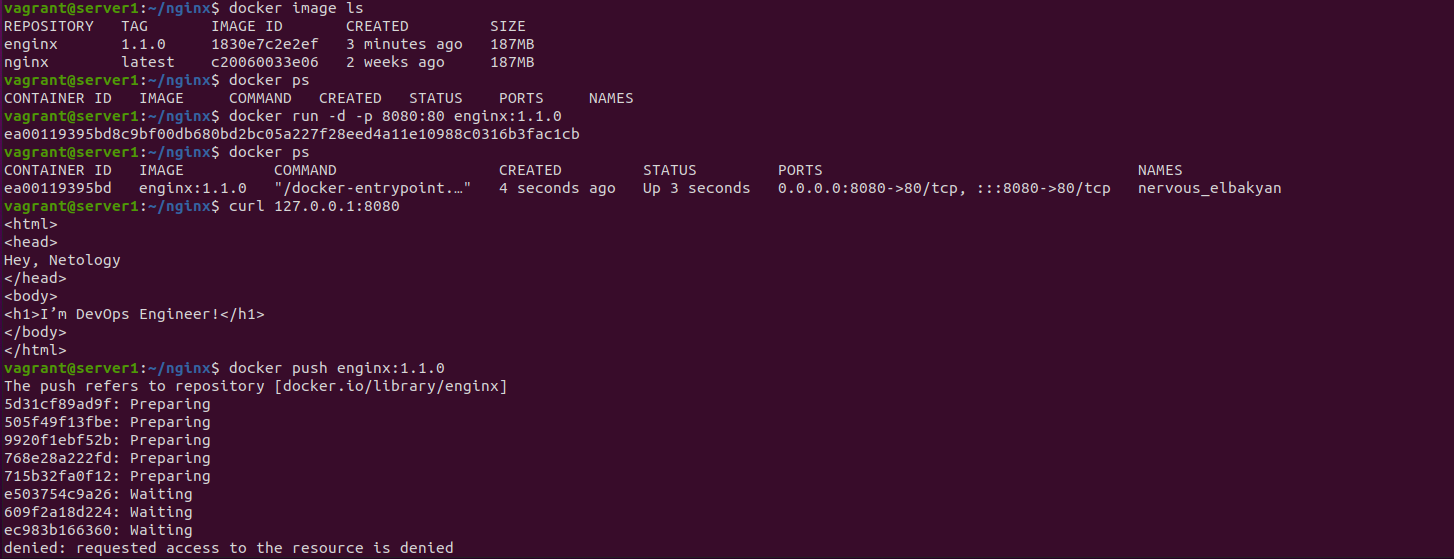 vagrant@server1:~/nginx$ docker image ls
REPOSITORY   TAG       IMAGE ID       CREATED         SIZE
enginx       1.1.0     1830e7c2e2ef   3 minutes ago   187MB
nginx        latest    c20060033e06   2 weeks ago     187MB
vagrant@server1:~/nginx$ docker ps
CONTAINER ID   IMAGE     COMMAND   CREATED   STATUS    PORTS     NAMES
vagrant@server1:~/nginx$ docker run -d -p 8080:80 enginx:1.1.0
ea00119395bd8c9bf00db680bd2bc05a227f28eed4a11e10988c0316b3fac1cb
vagrant@server1:~/nginx$ docker ps
CONTAINER ID   IMAGE          COMMAND                  CREATED         STATUS         PORTS                                   NAMES
ea00119395bd   enginx:1.1.0   "/docker-entrypoint.…"   4 seconds ago   Up 3 seconds   0.0.0.0:8080->80/tcp, :::8080->80/tcp   nervous_elbakyan
vagrant@server1:~/nginx$ curl 127.0.0.1:8080
<html>
<head>
Hey, Netology
</head>
<body>
<h1>I’m DevOps Engineer!</h1>
</body>
</html>
vagrant@server1:~/nginx$ docker push enginx:1.1.0
The push refers to repository [docker.io/library/enginx]
5d31cf89ad9f: Preparing
505f49f13fbe: Preparing
9920f1ebf52b: Preparing
768e28a222fd: Preparing
715b32fa0f12: Preparing
e503754c9a26: Waiting
609f2a18d224: Waiting
ec983b166360: Waiting
denied: requested access to the resource is denied